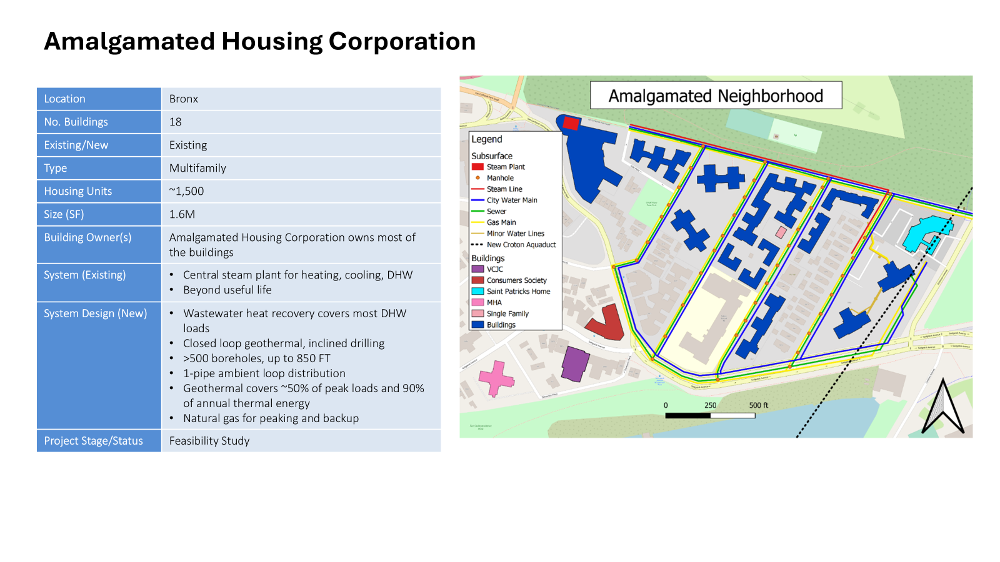 Amalgamated Housing Corporation
Location
Bronx
No. Buildings
18
Existing/New
Existing
Type
Multifamily
Housing Units
~1,500
Size (SF)
1.6M
Building Owner(s)
Amalgamated Housing Corporation owns most of
the buildings
System (Existing)
• Central steam plant for heating, cooling, DHW
• Beyond useful life
System Design (New)
• Wastewater heat recovery covers most DHW
loads
• Closed loop geothermal, inclined drilling
• >500 boreholes, up to 850 FT
• 1-pipe ambient loop distribution
• Geothermal covers ~50% of peak loads and 90%
of annual thermal energy
• Natural gas for peaking and backup
Project Stage/Status
Feasibility Study
Amalgamated Neighborhood
Legend
Subsurface
Steam Plant
Manhole
Steam Line
City Water Main
Sewer
Gas Main
Minor Water Lines
New Croton Aquaduct
Buildings
VCJC
Consumers Society
Saint Patricks Home
MHA
Single Family
Buildings
0 250 500 ft